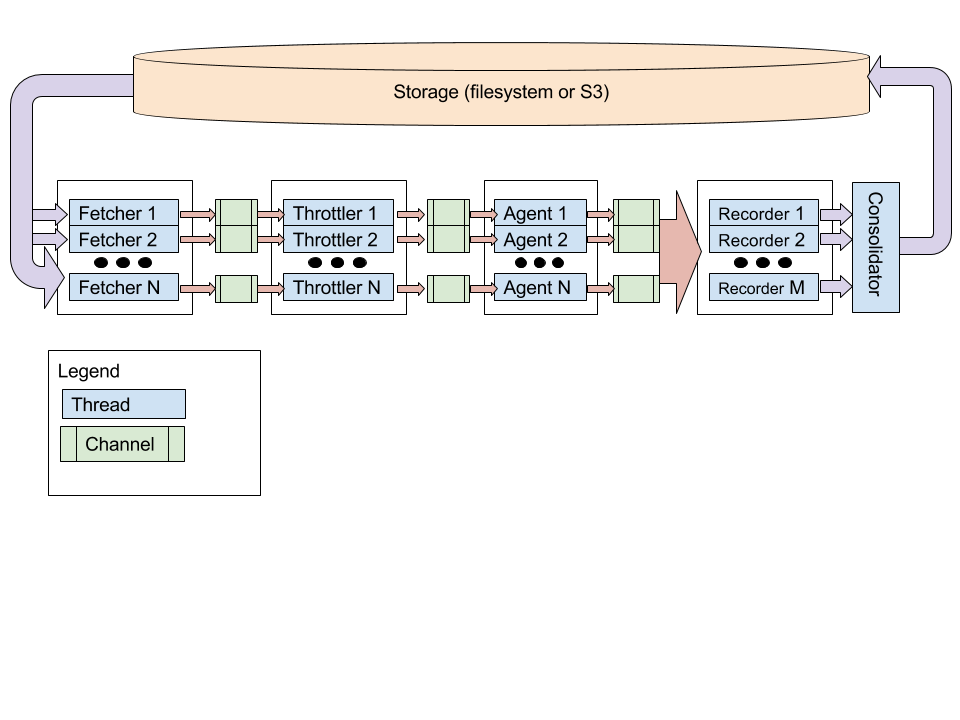 Storage (filesystem or S3)
Fetcher 1
Fetcher 2
Fetcher N
Throttler 1
Throttler 2
Throttler N
Agent 1
Agent 2
Agent N
Recorder 1
Recorder 2
Recorder M
Consolidator
Legend
Thread
Channel